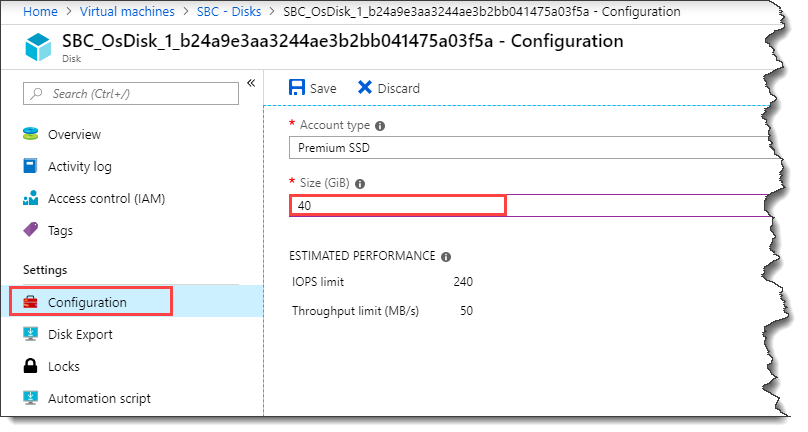 Home > Virtual machines > SBC - Disks > SBC_OsDisk_1_b24a9e3aa3244ae3b2bb041475a03f5a - Configuration
SBC_OsDisk_1_b24a9e3aa3244ae3b2bb041475a03f5a - Configuration
Disk
Search (Ctrl+/)
«
Overview
Activity log
Access control (IAM)
Tags
Settings
Configuration
Disk Export
Locks
Automation script
Save
Discard
* Account type
Premium SSD
* Size (GiB)
40
ESTIMATED PERFORMANCE
IOPS limit 240
Throughput limit (MB/s) 50